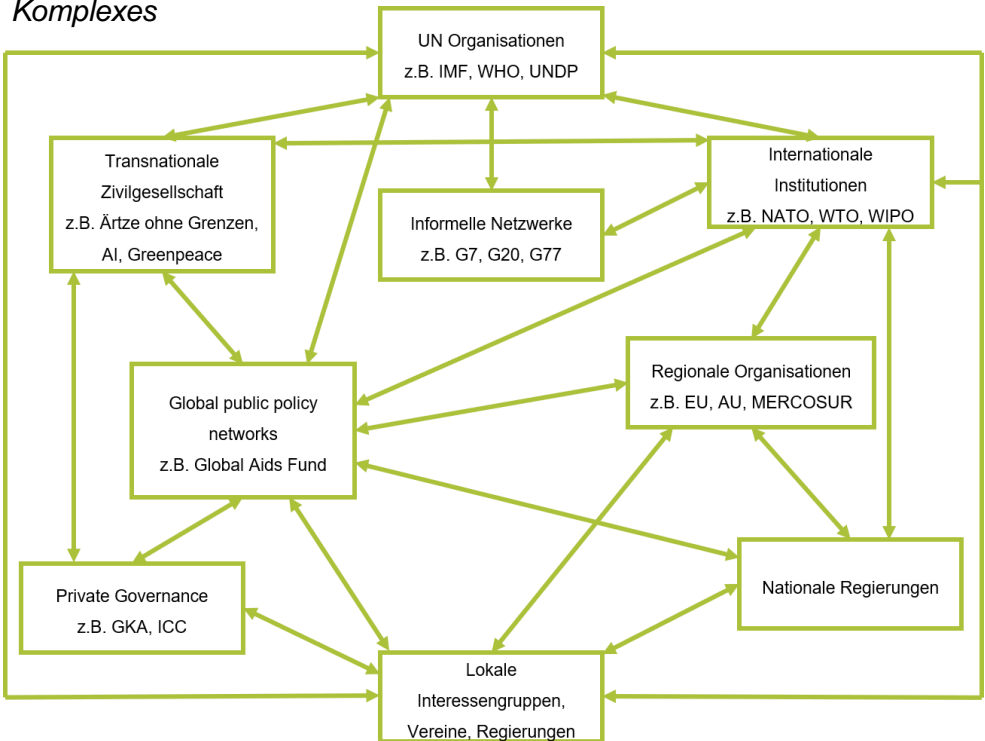 Komplexes
UN Organisationen
z.B. IMF, WHO, UNDP
Transnationale
Zivilgesellschaft
z.B. Ärtze ohne Grenzen,
AI, Greenpeace
Internationale
Institutionen
z.B. NATO, WTO, WIPO
Informelle Netzwerke
z.B. G7, G20, G77
Regionale Organisationen
z.B. EU, AU, MERCOSUR
Global public policy
networks
z.B. Global Aids Fund
Private Governance
z.B. GKA, ICC
Nationale Regierungen
Lokale
Interessengruppen,
Vereine, Regierungen